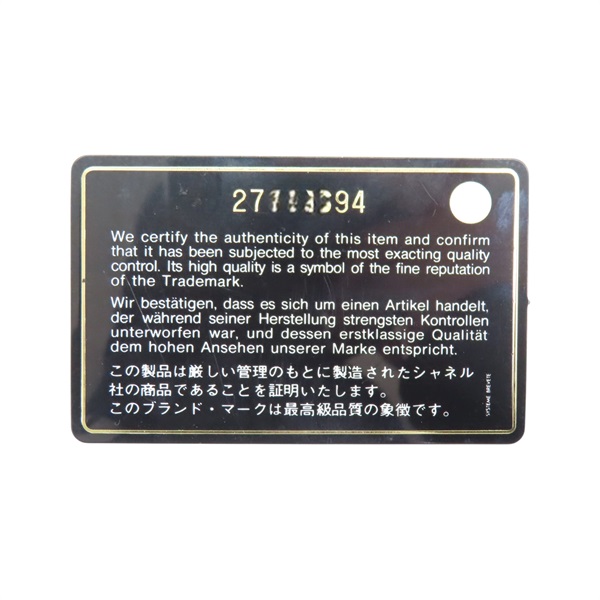 We certify the authenticity of this item and confirm
that it has been subjected to the most exacting quality
control. Its high quality is a symbol of the fine reputation
of the Trademark.
Wir bestätigen, dass es sich um einen Artikel handelt,
der während seiner Herstellung strengsten Kontrollen
unterworfen war, und dessen erstklassige Qualität
dem hohen Ansehen unserer Marke entspricht.
この製品は厳しい管理のもとに製造されたシャネル
社の商品であることを証明いたします。
このブランド・マークは最高級品質の象徴です。
SYSTEME BREVETE